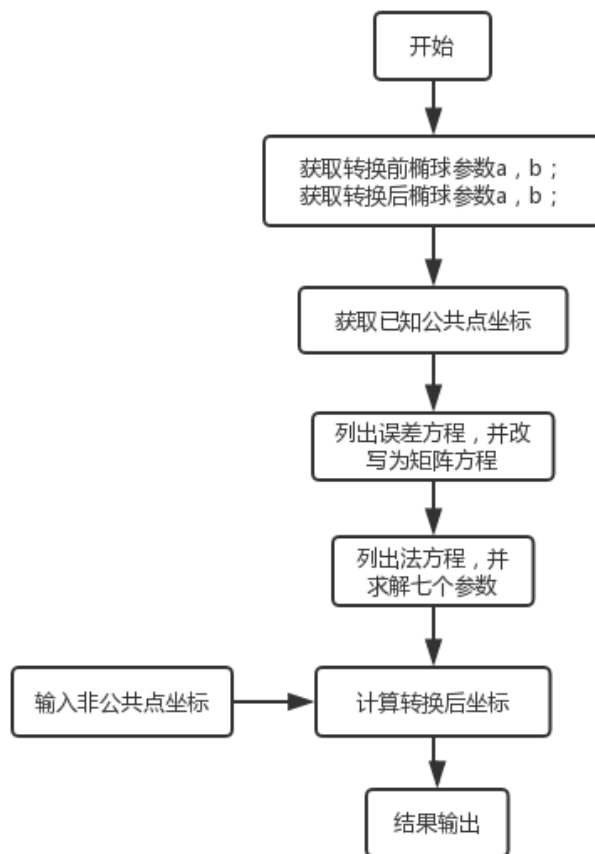 开始
获取转换前椭球参数a，b；
获取转换后椭球参数a，b；
获取已知公共点坐标
列出误差方程，并改
写为矩阵方程
列出法方程，并
求解七个参数
输入非公共点坐标
计算转换后坐标
结果输出